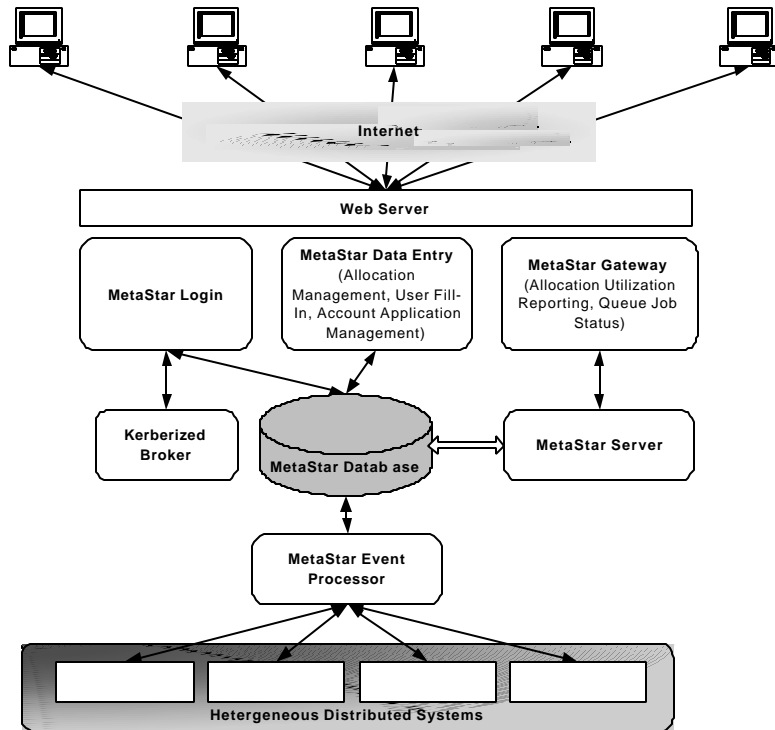 Internet
Web Server
MetaStar Login
MetaStar Data Entry
(Allocation
Management, User Fill-
In, Account Application
Management)
MetaStar Gateway
(Allocation Utilization
Reporting, Queue Job
Status)
Kerberized
Broker
MetaStar Datab ase
MetaStar Server
MetaStar Event
Processor
Hetergeneous Distributed Systems